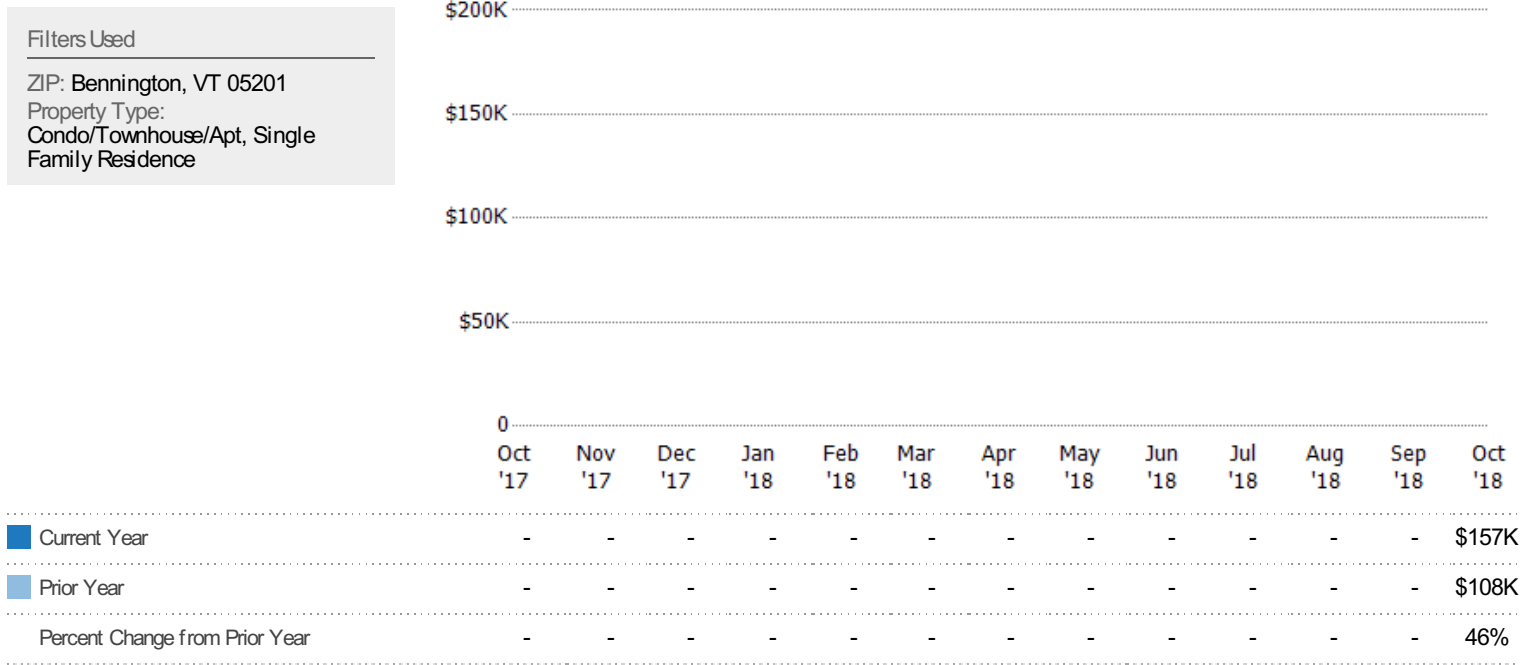 Filters Used
ZIP: Bennington, VT 05201
Property Type:
Condo/Townhouse/Apt, Single
Family Residence
$200K
$150K
$100K
$50K
0
Oct Nov Dec Jan Feb Mar Apr May Jun Jul Aug Sep Oct
'17 '17 '17 '18 '18 '18 '18 '18 '18 '18 '18 '18 '18
Current Year - - - - - - - - - - - - $157K
Prior Year - - - - - - - - - - - - $108K
Percent Change from Prior Year - - - - - - - - - - - - 46%